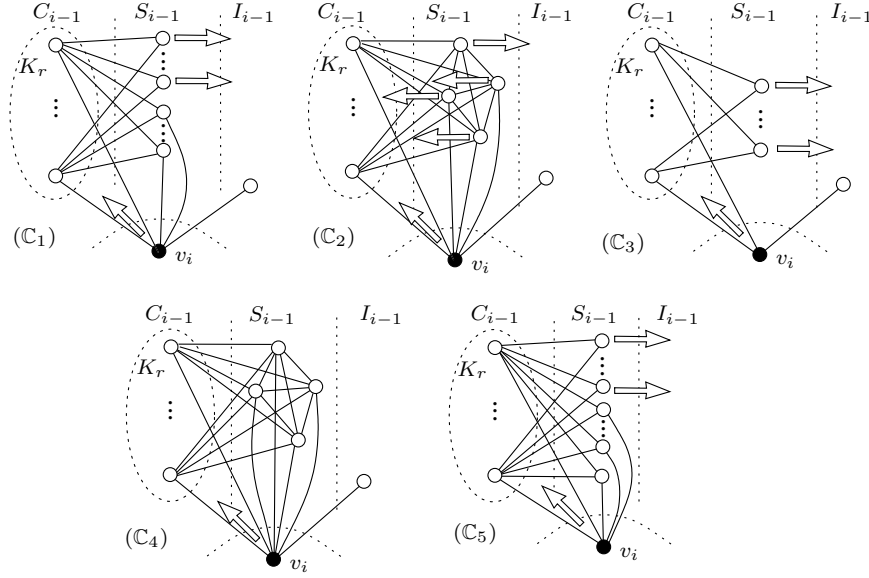 C_{i−1} S_{i−1} I_{i−1}
K_r
(ℂ_1)
v_i
C_{i−1} S_{i−1} I_{i−1}
K_r
(ℂ_2)
v_i
C_{i−1} S_{i−1} I_{i−1}
K_r
(ℂ_3)
v_i
C_{i−1} S_{i−1} I_{i−1}
K_r
(ℂ_4)
v_i
C_{i−1} S_{i−1} I_{i−1}
K_r
(ℂ_5)
v_i